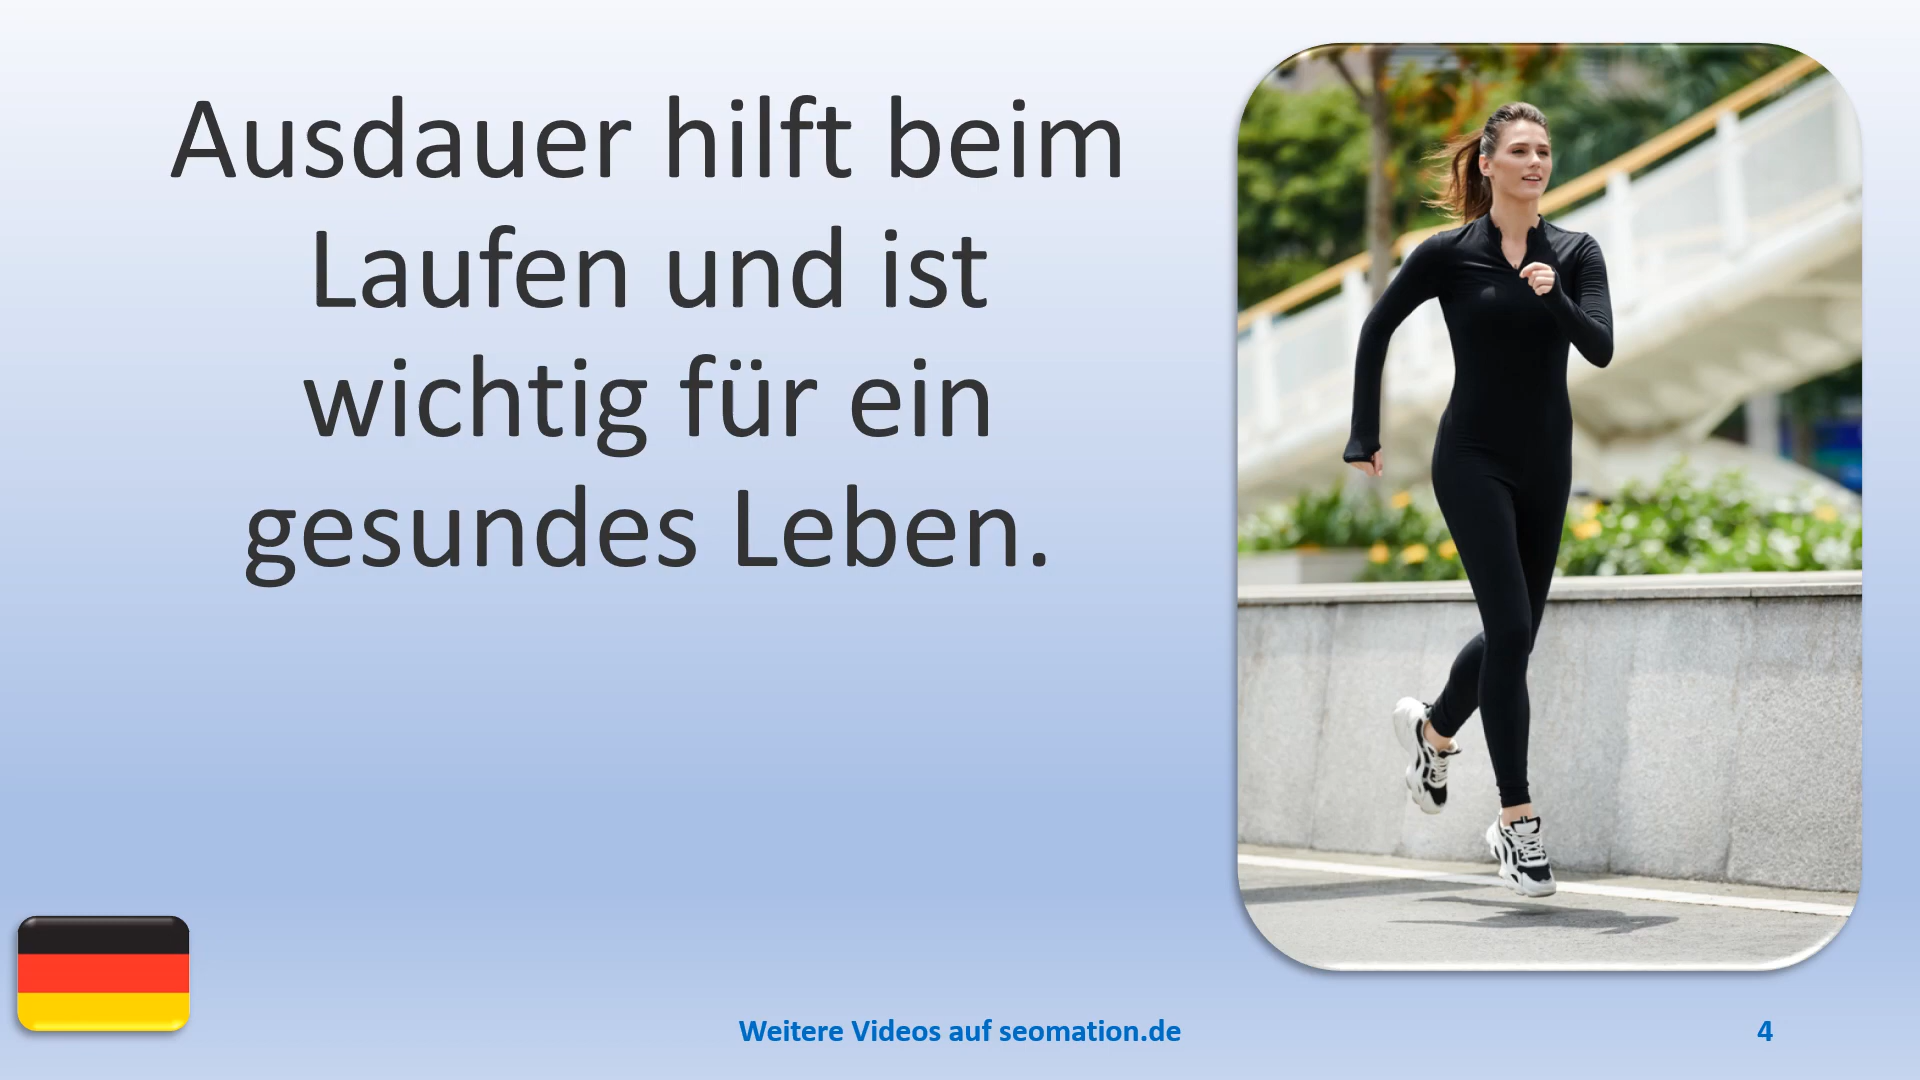 Ausdauer hilft beim
Laufen und ist
wichtig für ein
gesundes Leben.
Weitere Videos auf seomation.de
4